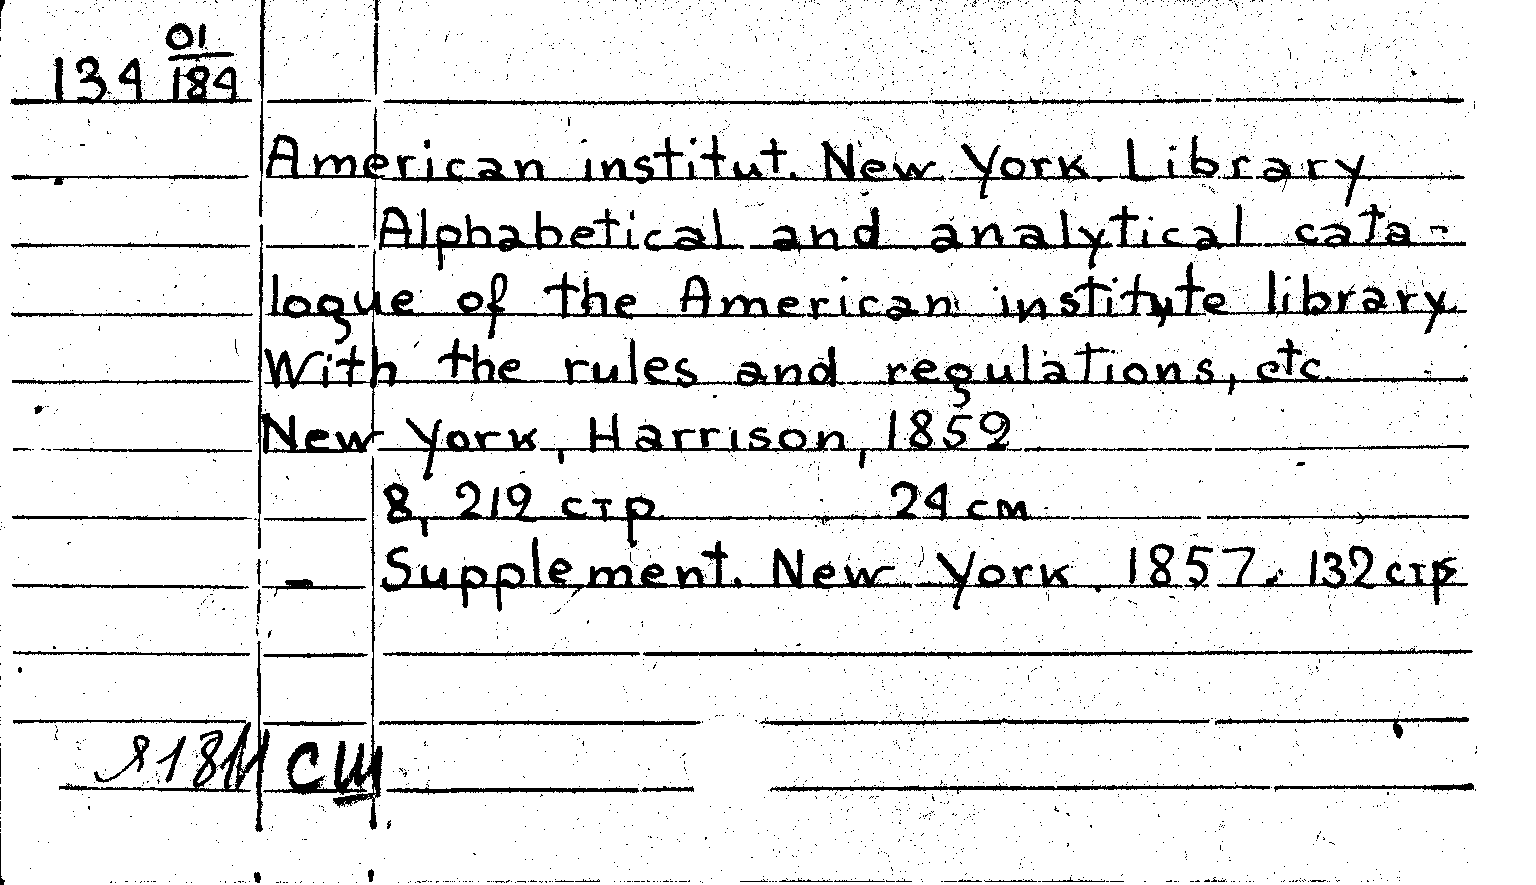 134 01/184
American institut. New York. Library
Alphabetical and analytical cata-
logue of the American institute library.
With the rules and regulations, etc.
New York, Harrison, 1852
8, 212 стр 24 см
- Supplement. New York. 1857. 132 стр
СШ